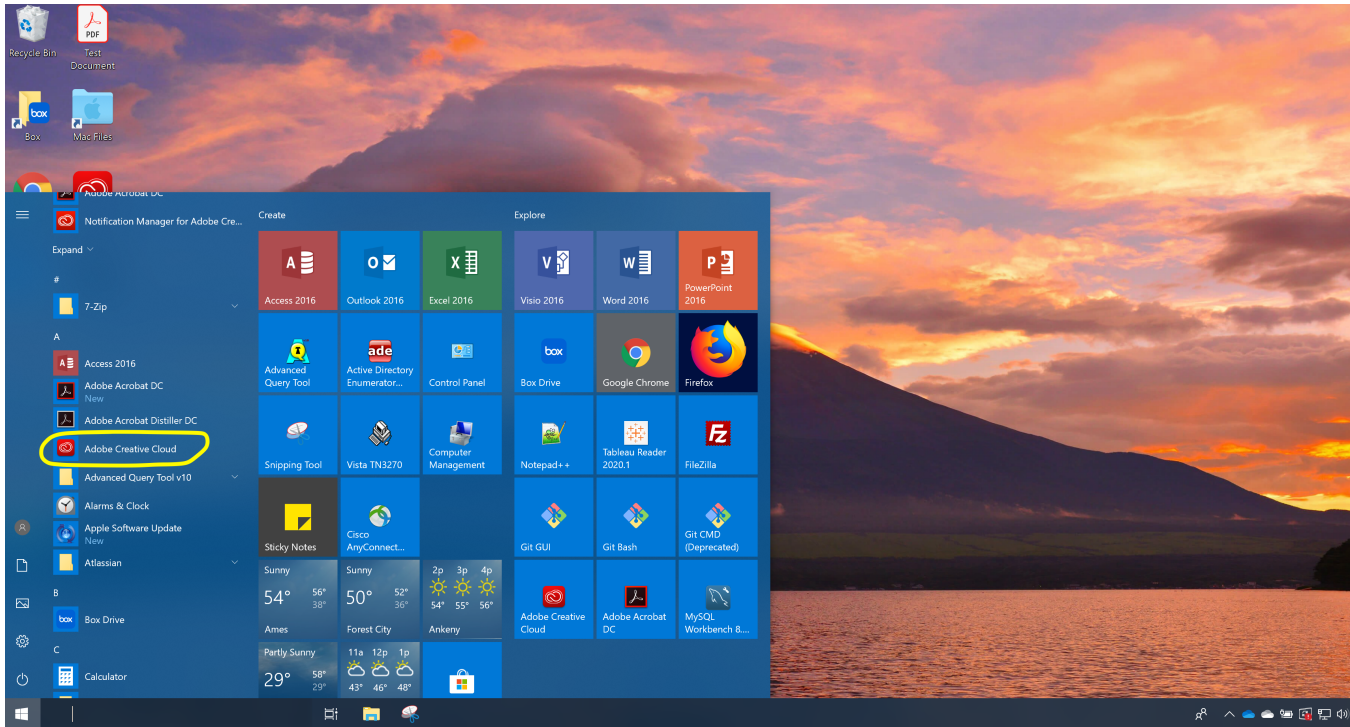 Recycle Bin
PDF
Test
Document
box
Box
Mac Files
Adobe Acrobat DC
Notification Manager for Adobe Cre...
Expand
#
7-Zip
A
A
Access 2016
Adobe Acrobat DC
New
Adobe Acrobat Distiller DC
Adobe Creative Cloud
Advanced Query Tool v10
Alarms & Clock
Apple Software Update
New
Atlassian
B
box
Box Drive
C
Calculator
Create
A
Access 2016
O
Outlook 2016
X
Excel 2016
Advanced
Query Tool
ade
Active Directory
Enumerator...
Control Panel
Snipping Tool
Vista TN3270
Computer
Management
Sticky Notes
Cisco
AnyConnect...
Sunny
54° 56°
38°
Ames
Sunny
50° 52°
36°
Forest City
2p 3p 4p
54° 55° 56°
Ankeny
Partly Sunny
29° 58°
29°
11a 12p 1p
43° 46° 48°
Explore
V
Visio 2016
W
Word 2016
P
PowerPoint
2016
box
Box Drive
Google Chrome
Firefox
Notepad++
Tableau Reader
2020.1
Fz
FileZilla
Git GUI
Git Bash
Git CMD
(Deprecated)
Adobe Creative
Cloud
Adobe Acrobat
DC
MySQL
Workbench 8....